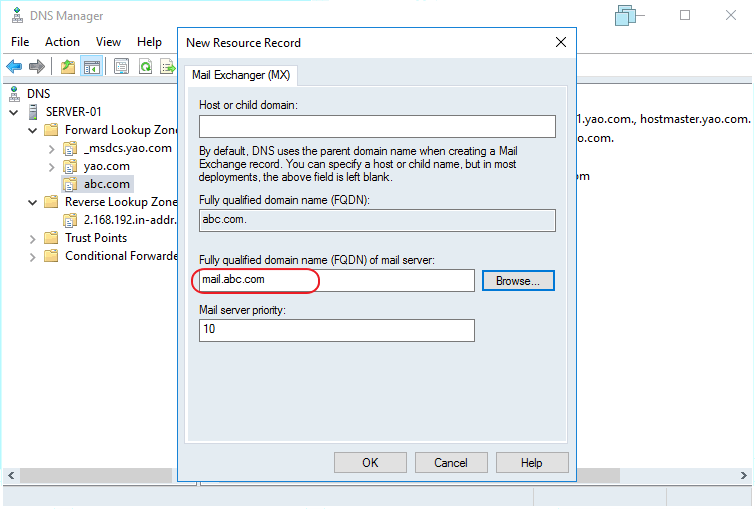 DNS Manager
File Action View Help
DNS
SERVER-01
Forward Lookup Zone
_msdcs.yao.com
yao.com
abc.com
Reverse Lookup Zone
2.168.192.in-addr.
Trust Points
Conditional Forwarde
New Resource Record
Mail Exchanger (MX)
Host or child domain:
By default, DNS uses the parent domain name when creating a Mail
Exchange record. You can specify a host or child name, but in most
deployments, the above field is left blank.
Fully qualified domain name (FQDN):
abc.com.
Fully qualified domain name (FQDN) of mail server:
mail.abc.com
Browse...
Mail server priority:
10
OK Cancel Help
1.yao.com., hostmaster.yao.com.
o.com.
om